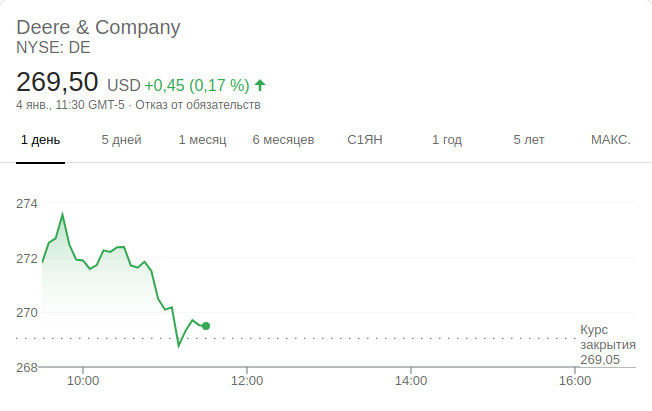 Deere & Company
NYSE: DE
269,50 USD +0,45 (0,17 %)
4 янв., 11:30 GMT-5 · Отказ от обязательств
1 день 5 дней 1 месяц 6 месяцев С1ЯН 1 год 5 лет МАКС.
274
272
270
Курс
закрытия
269,05
268
10:00 12:00 14:00 16:00